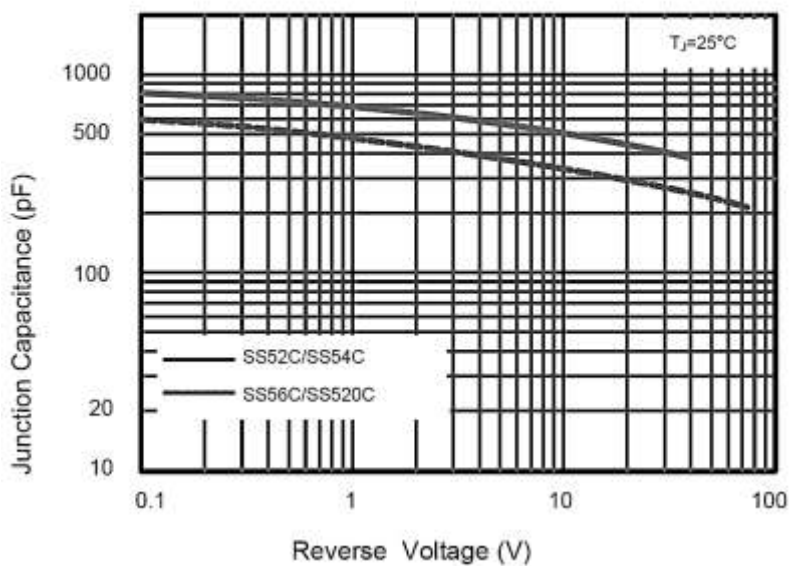 T_J=25°C
1000
500
100
20
10
Junction Capacitance (pF)
SS52C/SS54C
SS56C/SS520C
0.1
1
10
100
Reverse Voltage (V)